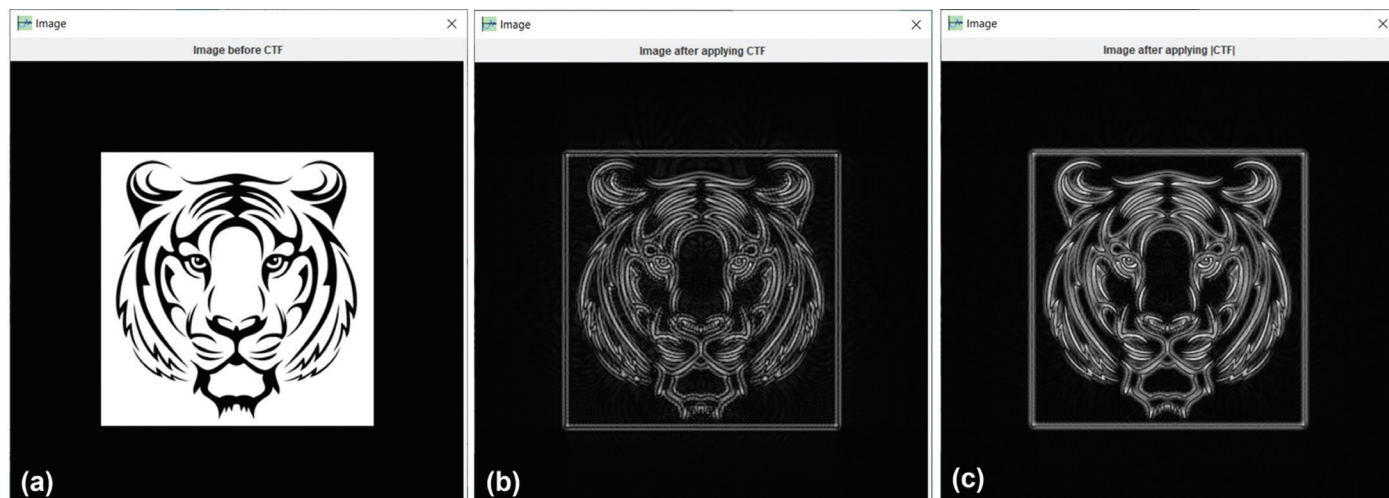 Image
Image before CTF
(a)
Image
Image after applying CTF
(b)
Image
Image after applying |CTF|
(c)